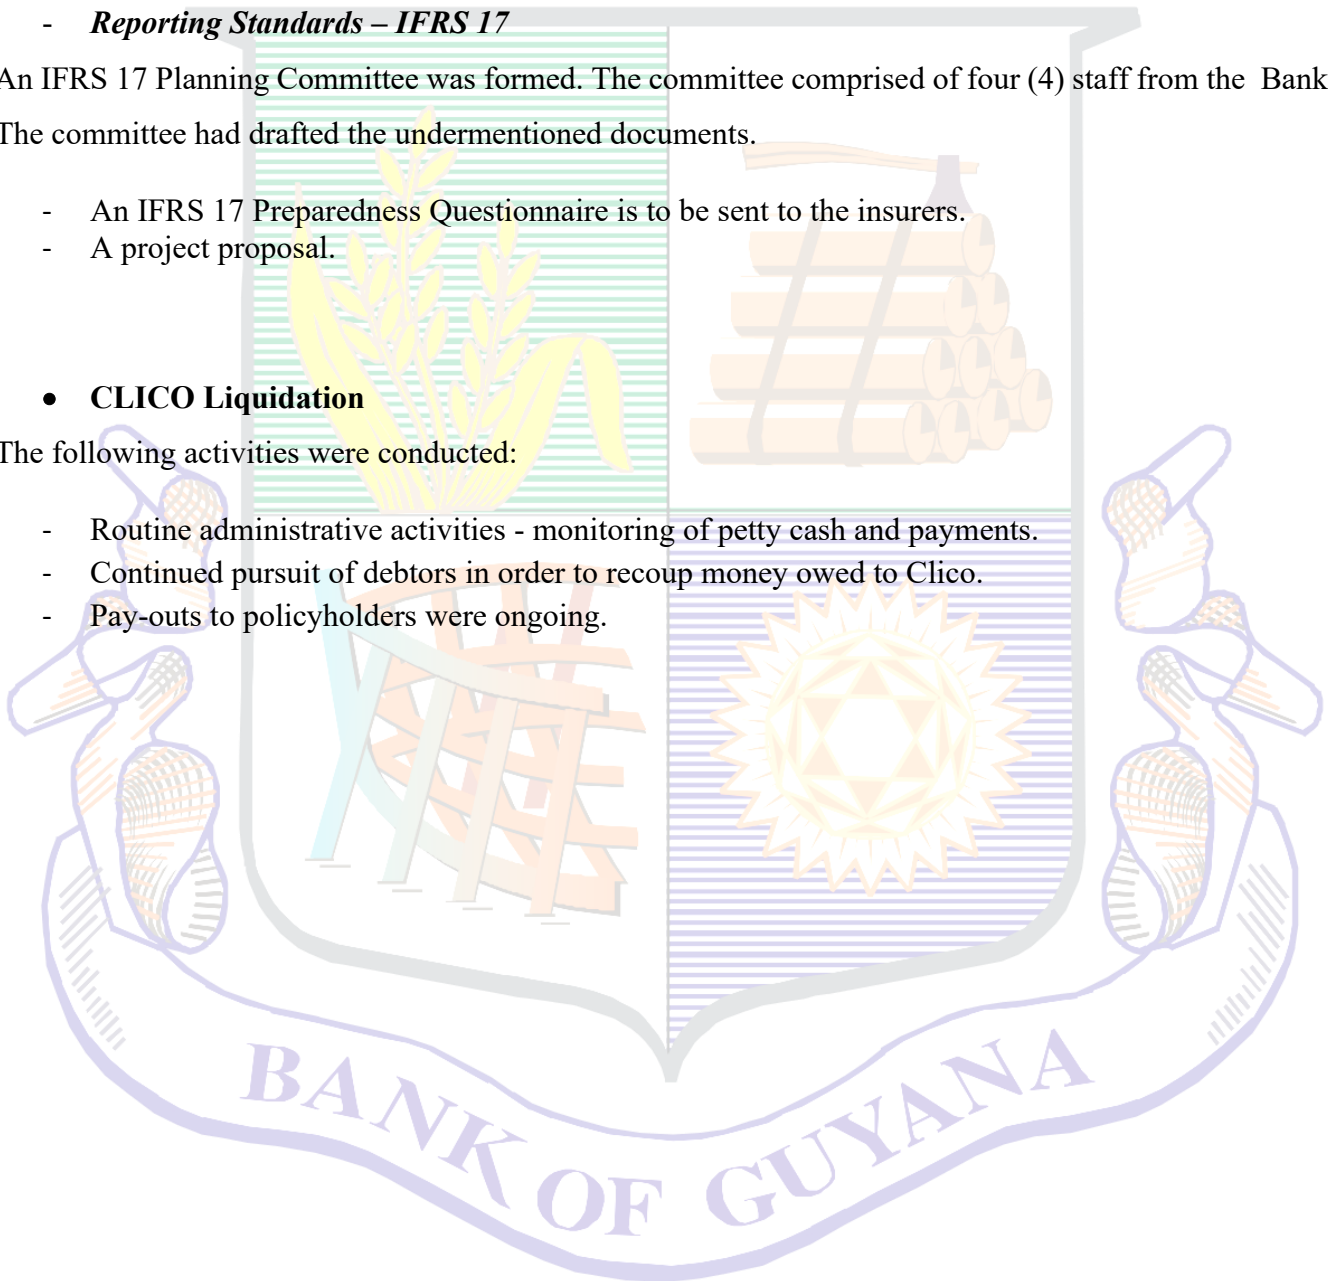 - Reporting Standards – IFRS 17
An IFRS 17 Planning Committee was formed. The committee comprised of four (4) staff from the Bank
The committee had drafted the undermentioned documents.
- An IFRS 17 Preparedness Questionnaire is to be sent to the insurers.
- A project proposal.
• CLICO Liquidation
The following activities were conducted:
- Routine administrative activities - monitoring of petty cash and payments.
- Continued pursuit of debtors in order to recoup money owed to Clico.
- Pay-outs to policyholders were ongoing.
BANK OF GUYANA